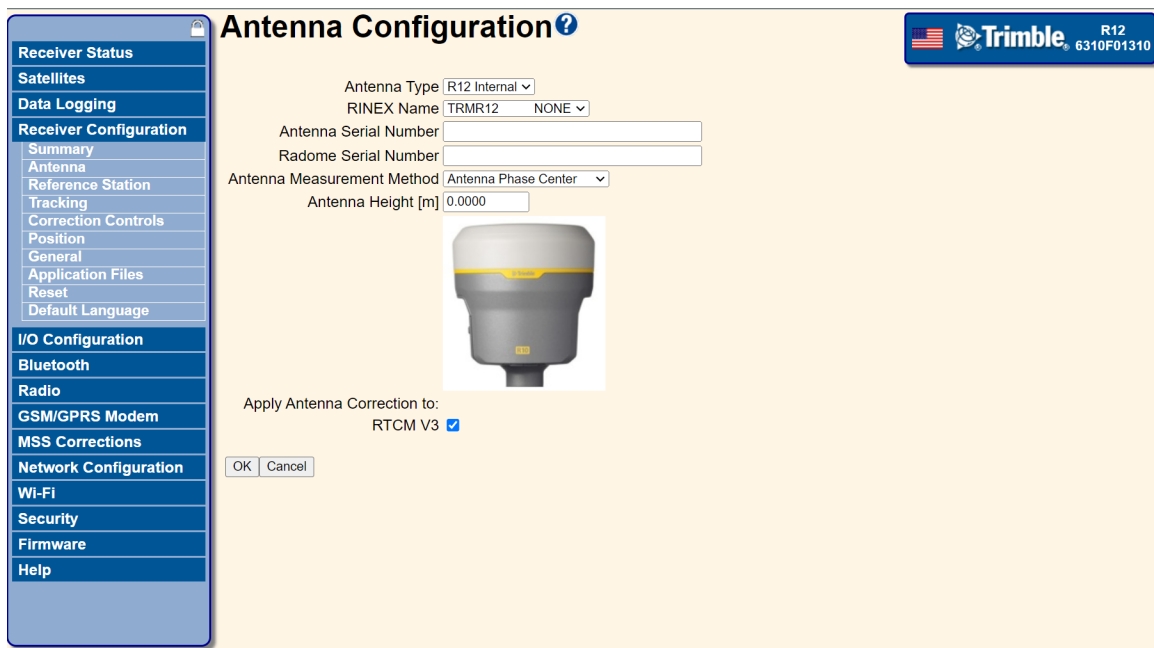 Antenna Configuration?
Trimble® R12
6310F01310
Receiver Status
Satellites
Data Logging
Receiver Configuration
Summary
Antenna
Reference Station
Tracking
Correction Controls
Position
General
Application Files
Reset
Default Language
I/O Configuration
Bluetooth
Radio
GSM/GPRS Modem
MSS Corrections
Network Configuration
Wi-Fi
Security
Firmware
Help
Antenna Type R12 Internal
RINEX Name TRMR12 NONE
Antenna Serial Number
Radome Serial Number
Antenna Measurement Method Antenna Phase Center
Antenna Height [m] 0.0000
Trimble
R12
Apply Antenna Correction to:
RTCM V3
OK Cancel